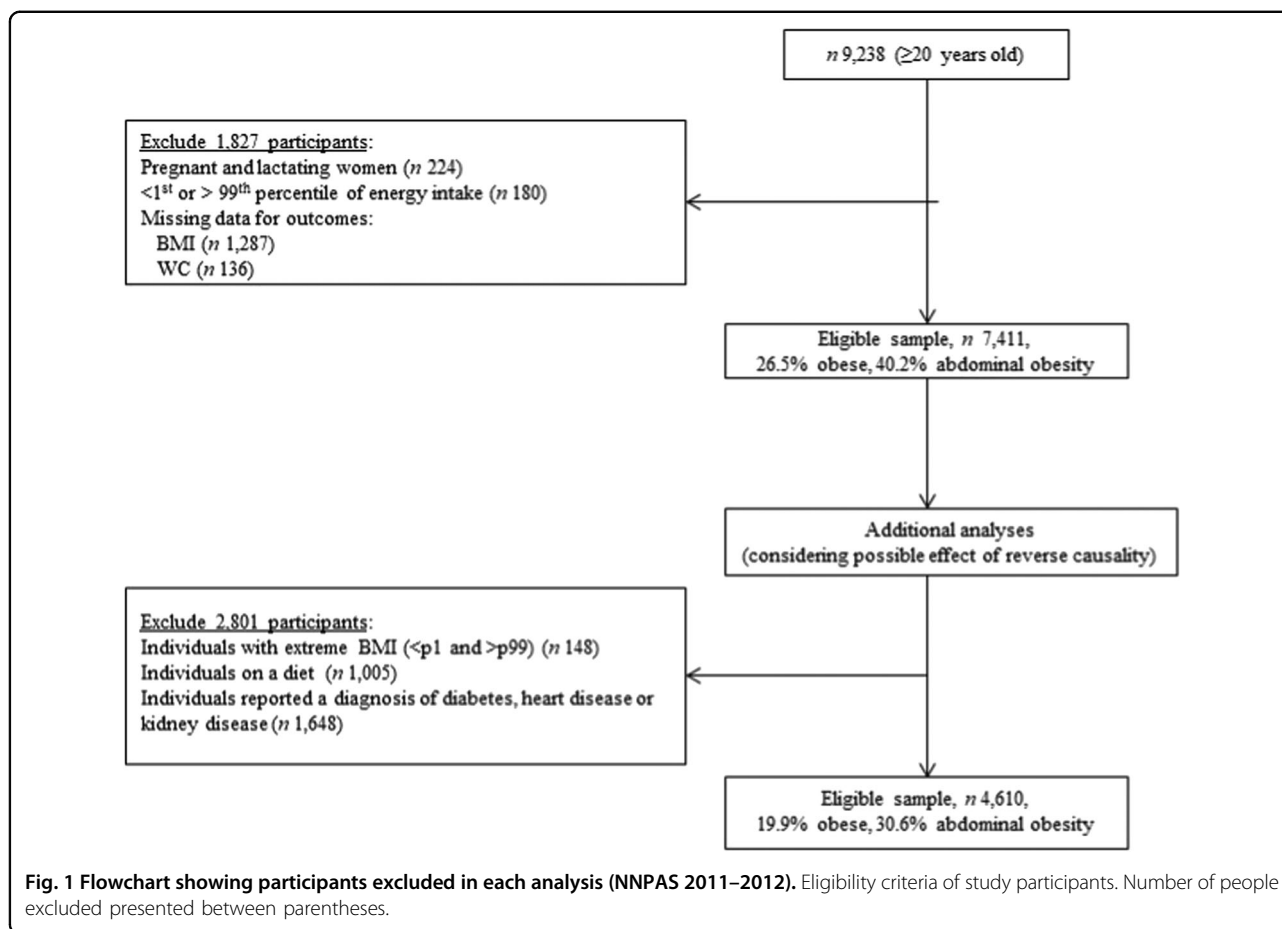 n 9,238 (≥20 years old)
Exclude 1,827 participants:
Pregnant and lactating women (n 224)
<1st or > 99th percentile of energy intake (n 180)
Missing data for outcomes:
BMI (n 1,287)
WC (n 136)
Eligible sample, n 7,411,
26.5% obese, 40.2% abdominal obesity
Additional analyses
(considering possible effect of reverse causality)
Exclude 2,801 participants:
Individuals with extreme BMI (<p1 and >p99) (n 148)
Individuals on a diet (n 1,005)
Individuals reported a diagnosis of diabetes, heart disease or
kidney disease (n 1,648)
Eligible sample, n 4,610,
19.9% obese, 30.6% abdominal obesity
Fig. 1 Flowchart showing participants excluded in each analysis (NNPAS 2011–2012). Eligibility criteria of study participants. Number of people
excluded presented between parentheses.